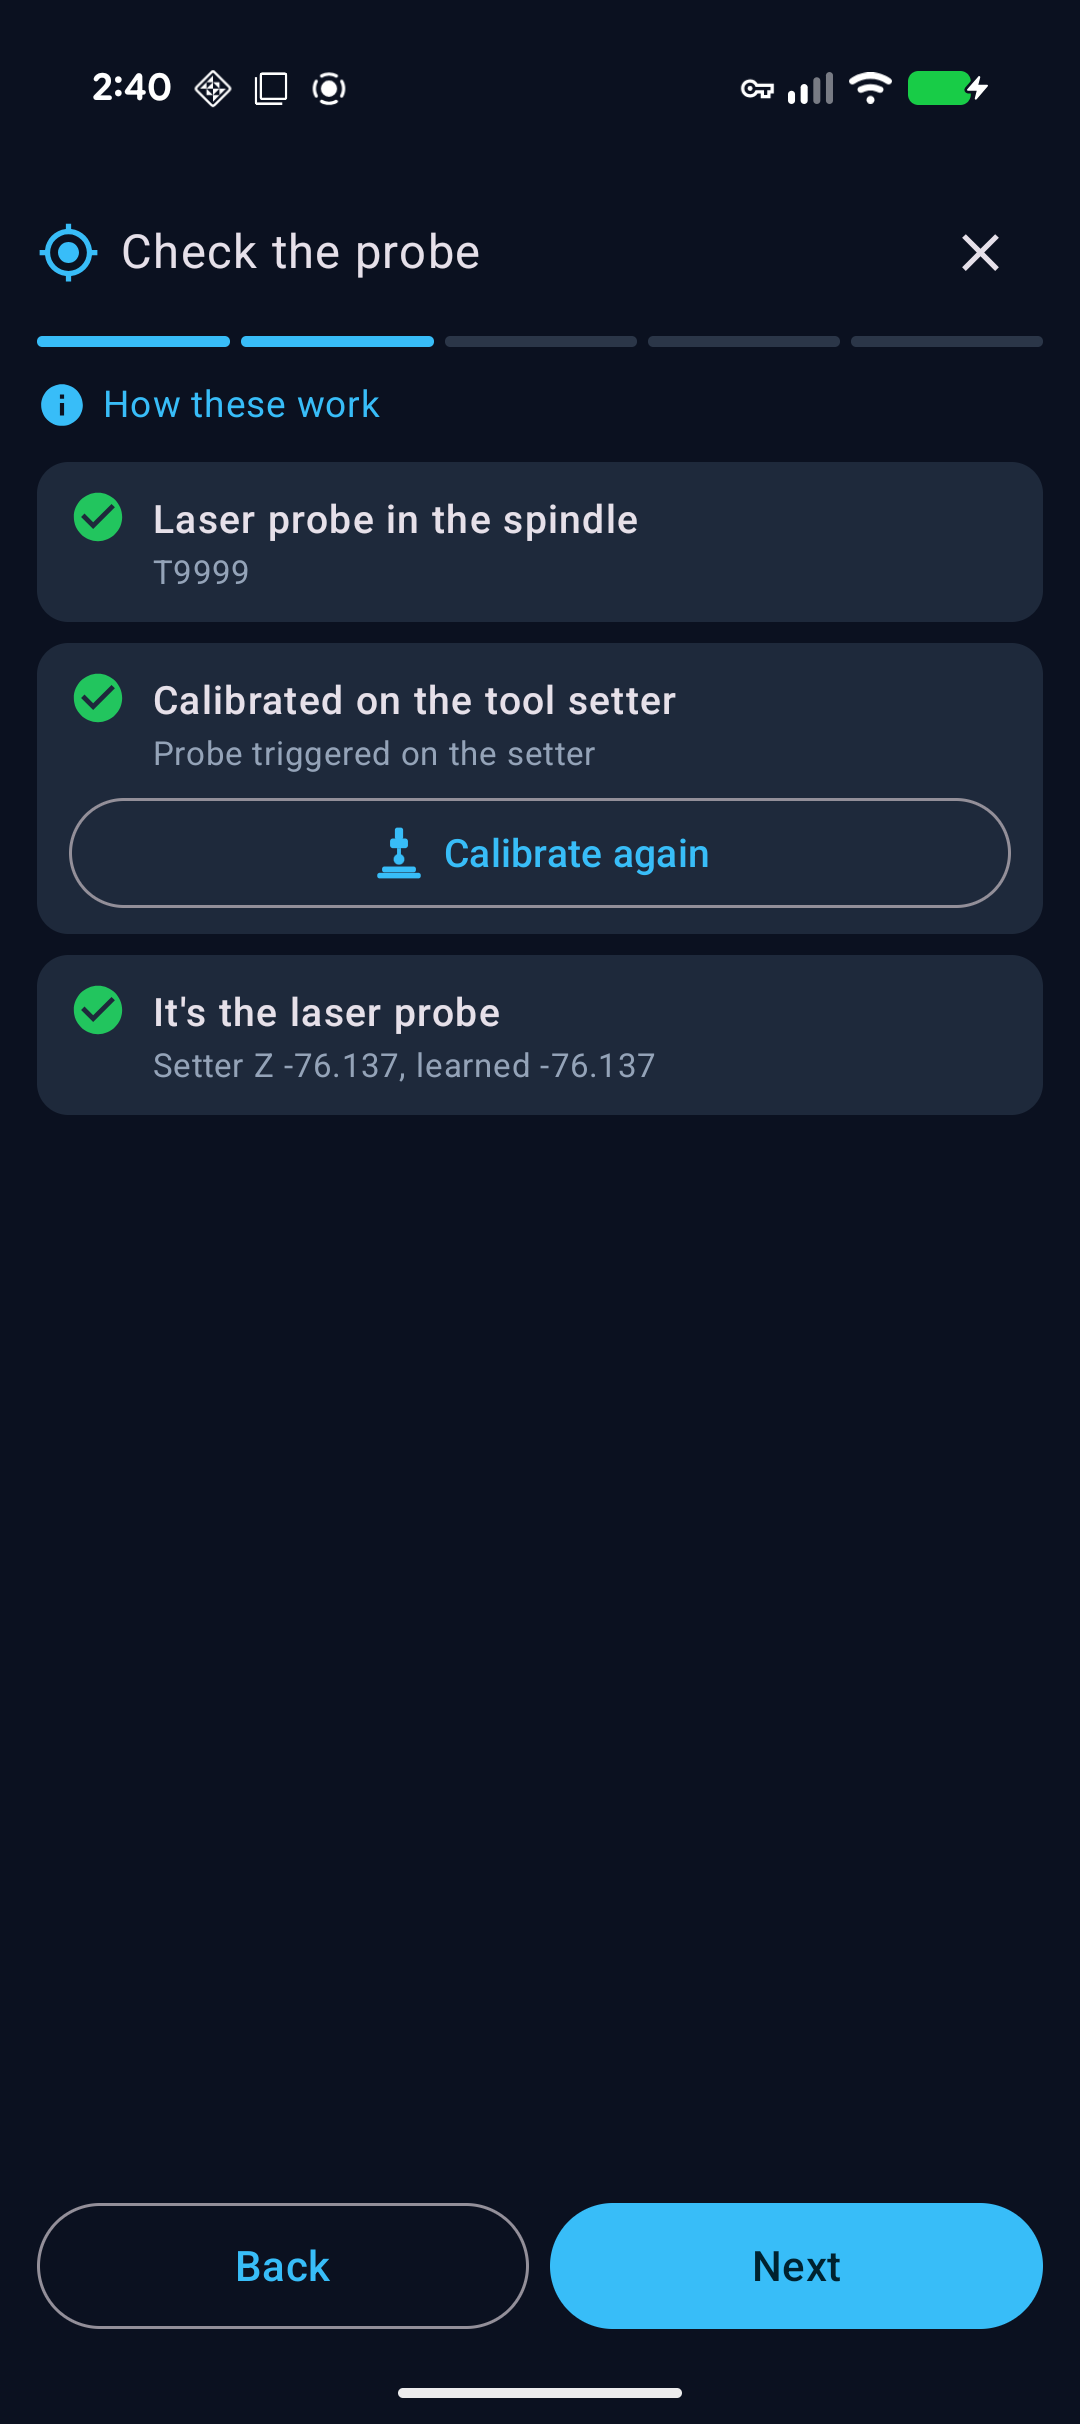 2:40
Check the probe
How these work
Laser probe in the spindle
T9999
Calibrated on the tool setter
Probe triggered on the setter
Calibrate again
It's the laser probe
Setter Z -76.137, learned -76.137
Back
Next